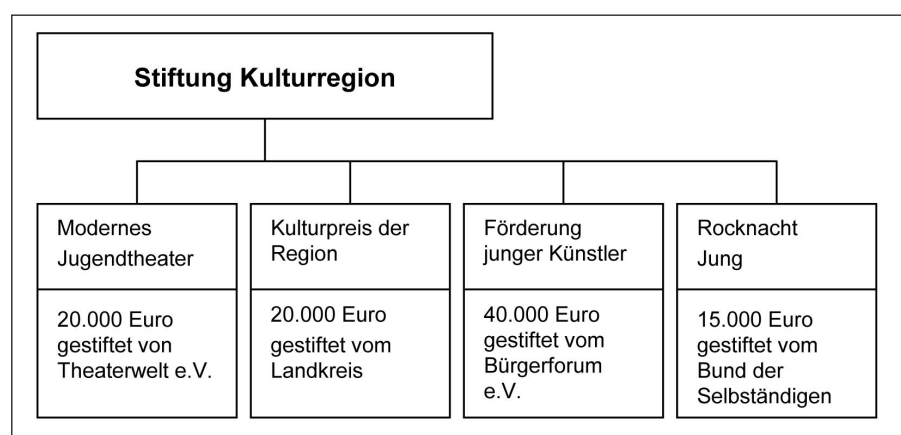 Stiftung Kulturregion
Modernes
Jugendtheater
20.000 Euro
gestiftet von
Theaterwelt e.V.
Kulturpreis der
Region
20.000 Euro
gestiftet vom
Landkreis
Förderung
junger Künstler
40.000 Euro
gestiftet vom
Bürgerforum
e.V.
Rocknacht
Jung
15.000 Euro
gestiftet vom
Bund der
Selbständigen